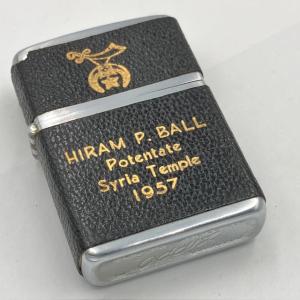 HIRAM P. BALL
Potentate
Syria Temple
1957